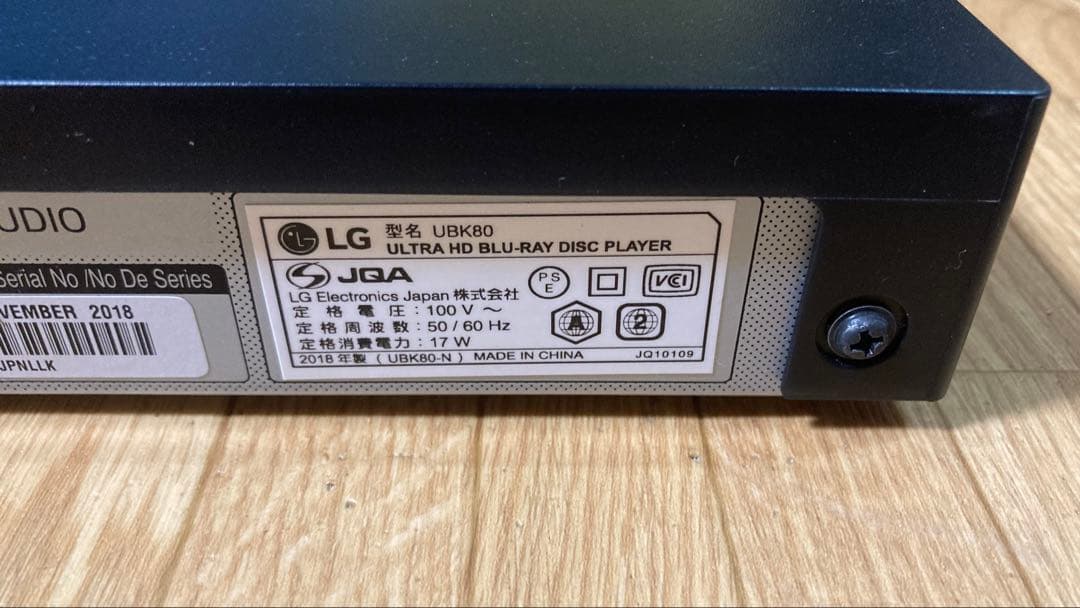 UDIO
Serial No /No De Series
VEMBER 2018
JPNLLK
LG 型名 UBK80
ULTRA HD BLU-RAY DISC PLAYER
JQA
PS
E
VCI
LG Electronics Japan 株式会社
定格電圧:100 V ～
定格周波数:50 / 60 Hz
定格消費電力:17 W
A
2
2018 年製 ( UBK80-N ) MADE IN CHINA JQ10109